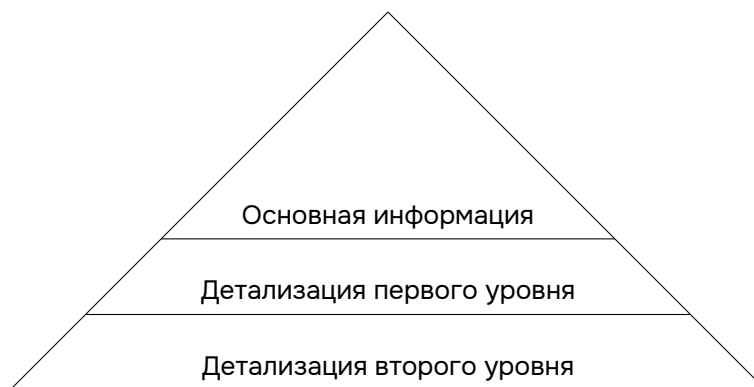 Основная информация
Детализация первого уровня
Детализация второго уровня